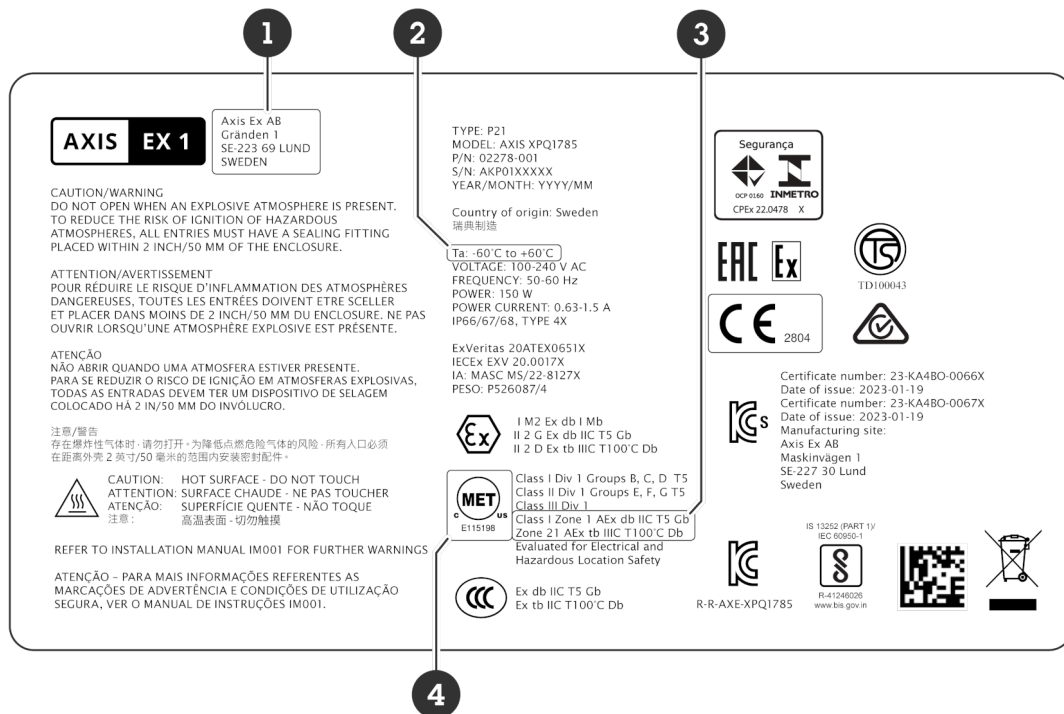 1
2
3
AXIS EX 1
Axis Ex AB
Gränden 1
SE-223 69 LUND
SWEDEN
CAUTION/WARNING
DO NOT OPEN WHEN AN EXPLOSIVE ATMOSPHERE IS PRESENT.
TO REDUCE THE RISK OF IGNITION OF HAZARDOUS
ATMOSPHERES, ALL ENTRIES MUST HAVE A SEALING FITTING
PLACED WITHIN 2 INCH/50 MM OF THE ENCLOSURE.
ATTENTION/AVERTISSEMENT
POUR RÉDUIRE LE RISQUE D'INFLAMMATION DES ATMOSPHÈRES
DANGEREUSES, TOUTES LES ENTRÉES DOIVENT ETRE SCELLER
ET PLACER DANS MOINS DE 2 INCH/50 MM DU ENCLOSURE. NE PAS
OUVRIR LORSQU'UNE ATMOSPHÈRE EXPLOSIVE EST PRÉSENTE.
ATENÇÃO
NÃO ABRIR QUANDO UMA ATMOSFERA ESTIVER PRESENTE.
PARA SE REDUZIR O RISCO DE IGNIÇÃO EM ATMOSFERAS EXPLOSIVAS,
TODAS AS ENTRADAS DEVEM TER UM DISPOSITIVO DE SELAGEM
COLOCADO HÁ 2 IN/50 MM DO INVÓLUCRO.
注意/警告
存在爆炸性气体时·请勿打开。为降低点燃危险气体的风险·所有入口必须
在距离外壳 2 英寸/50 毫米的范围内安装密封配件。
CAUTION: HOT SURFACE - DO NOT TOUCH
ATTENTION: SURFACE CHAUDE - NE PAS TOUCHER
ATENÇÃO: SUPERFÍCIE QUENTE - NÃO TOQUE
注意: 高温表面 - 切勿触摸
REFER TO INSTALLATION MANUAL IM001 FOR FURTHER WARNINGS
ATENÇÃO – PARA MAIS INFORMAÇÕES REFERENTES AS
MARCAÇÕES DE ADVERTÊNCIA E CONDIÇÕES DE UTILIZAÇÃO
SEGURA, VER O MANUAL DE INSTRUÇÕES IM001.
TYPE: P21
MODEL: AXIS XPQ1785
P/N: 02278-001
S/N: AKP01XXXXX
YEAR/MONTH: YYYY/MM
Country of origin: Sweden
瑞典制造
Ta: -60°C to +60°C
VOLTAGE: 100-240 V AC
FREQUENCY: 50-60 Hz
POWER: 150 W
POWER CURRENT: 0.63-1.5 A
IP66/67/68, TYPE 4X
ExVeritas 20ATEX0651X
IECEx EXV 20.0017X
IA: MASC MS/22-8127X
PESO: P526087/4
Ex
I M2 Ex db I Mb
II 2 G Ex db IIC T5 Gb
II 2 D Ex tb IIIC T100°C Db
c MET us
E115198
Class I Div 1 Groups B, C, D T5
Class II Div 1 Groups E, F, G T5
Class III Div 1
Class I Zone 1 AEx db IIC T5 Gb
Zone 21 AEx tb IIIC T100°C Db
Evaluated for Electrical and
Hazardous Location Safety
CCC
Ex db IIC T5 Gb
Ex tb IIC T100°C Db
Segurança
OCP 0160 INMETRO
CPEx 22.0478 X
EAC Ex
TS
TD100043
CE 2804
KCs
Certificate number: 23-KA4BO-0066X
Date of issue: 2023-01-19
Certificate number: 23-KA4BO-0067X
Date of issue: 2023-01-19
Manufacturing site:
Axis Ex AB
Maskinvägen 1
SE-227 30 Lund
Sweden
KC
R-R-AXE-XPQ1785
IS 13252 (PART 1)/
IEC 60950-1
R-41246026
www.bis.gov.in
4